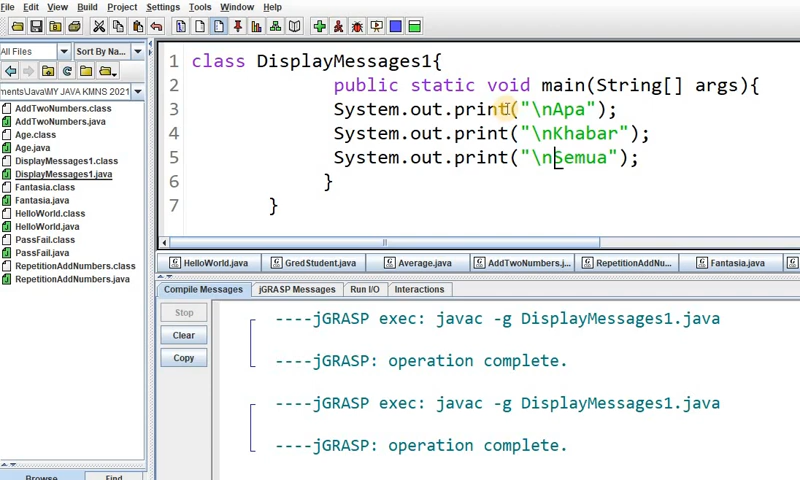 File Edit View Build Project Settings Tools Window Help
All Files
Sort By Na...
ments\Java\MY JAVA KMNS 2021
AddTwoNumbers.class
AddTwoNumbers.java
Age.class
Age.java
DisplayMessages1.class
DisplayMessages1.java
Fantasia.class
Fantasia.java
HelloWorld.class
HelloWorld.java
PassFail.class
PassFail.java
RepetitionAddNumbers.class
RepetitionAddNumbers.java
Browse Find
1 class DisplayMessages1{
2 public static void main(String[] args){
3 System.out.print("\nApa");
4 System.out.print("\nKhabar");
5 System.out.print("\nSemua");
6 }
7 }
HelloWorld.java GredStudent.java Average.java AddTwoNumbers.j... RepetitionAddNu... Fantasia.java
Compile Messages jGRASP Messages Run I/O Interactions
Stop
Clear
Copy
----jGRASP exec: javac -g DisplayMessages1.java
----jGRASP: operation complete.
----jGRASP exec: javac -g DisplayMessages1.java
----jGRASP: operation complete.